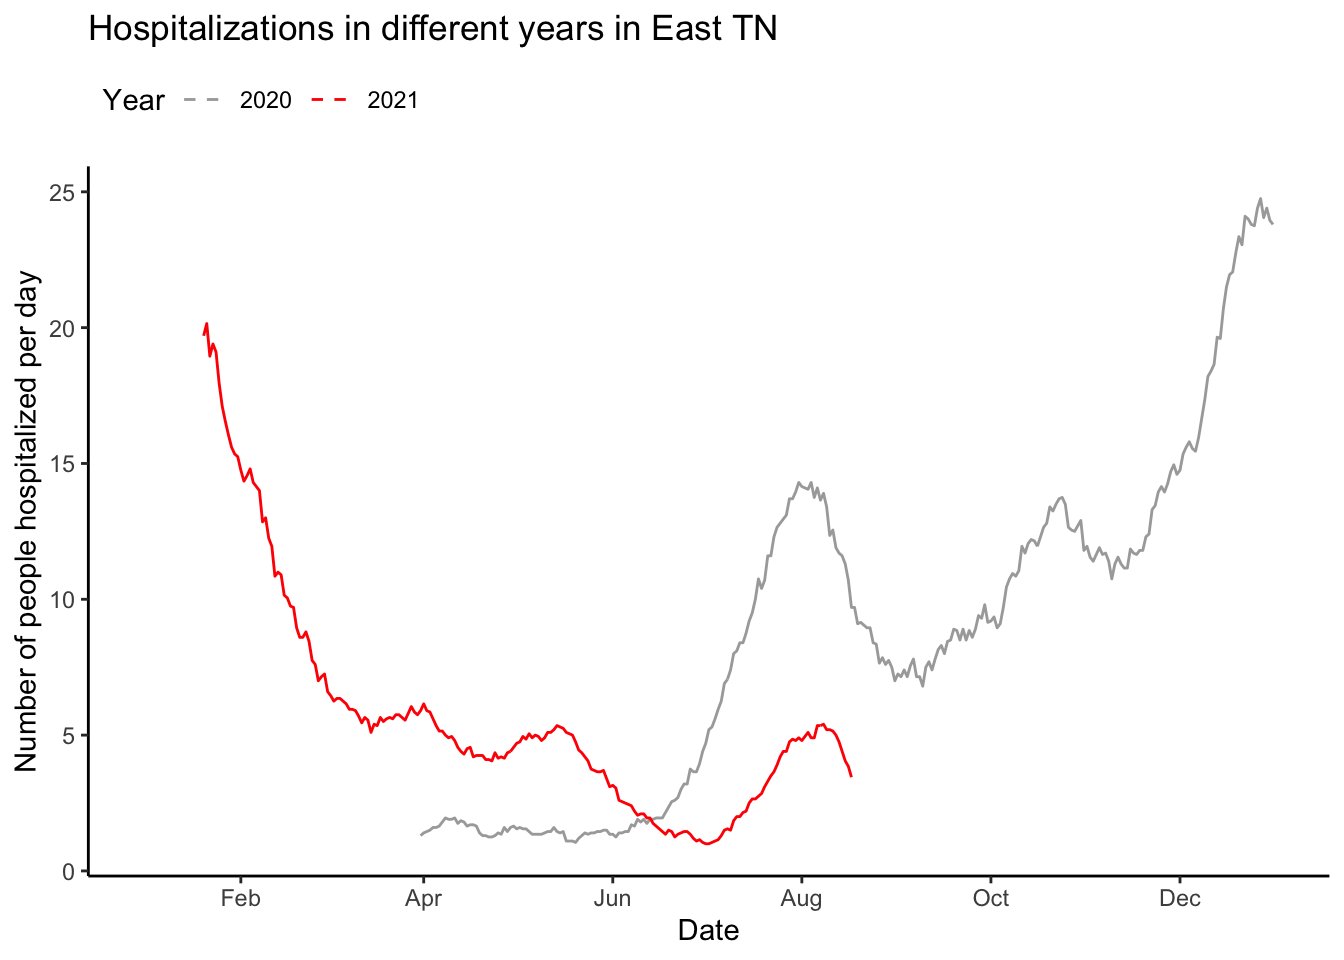 Hospitalizations in different years in East TN
Year 2020 2021
Number of people hospitalized per day
25
20
15
10
5
0
Feb Apr Jun Aug Oct Dec
Date